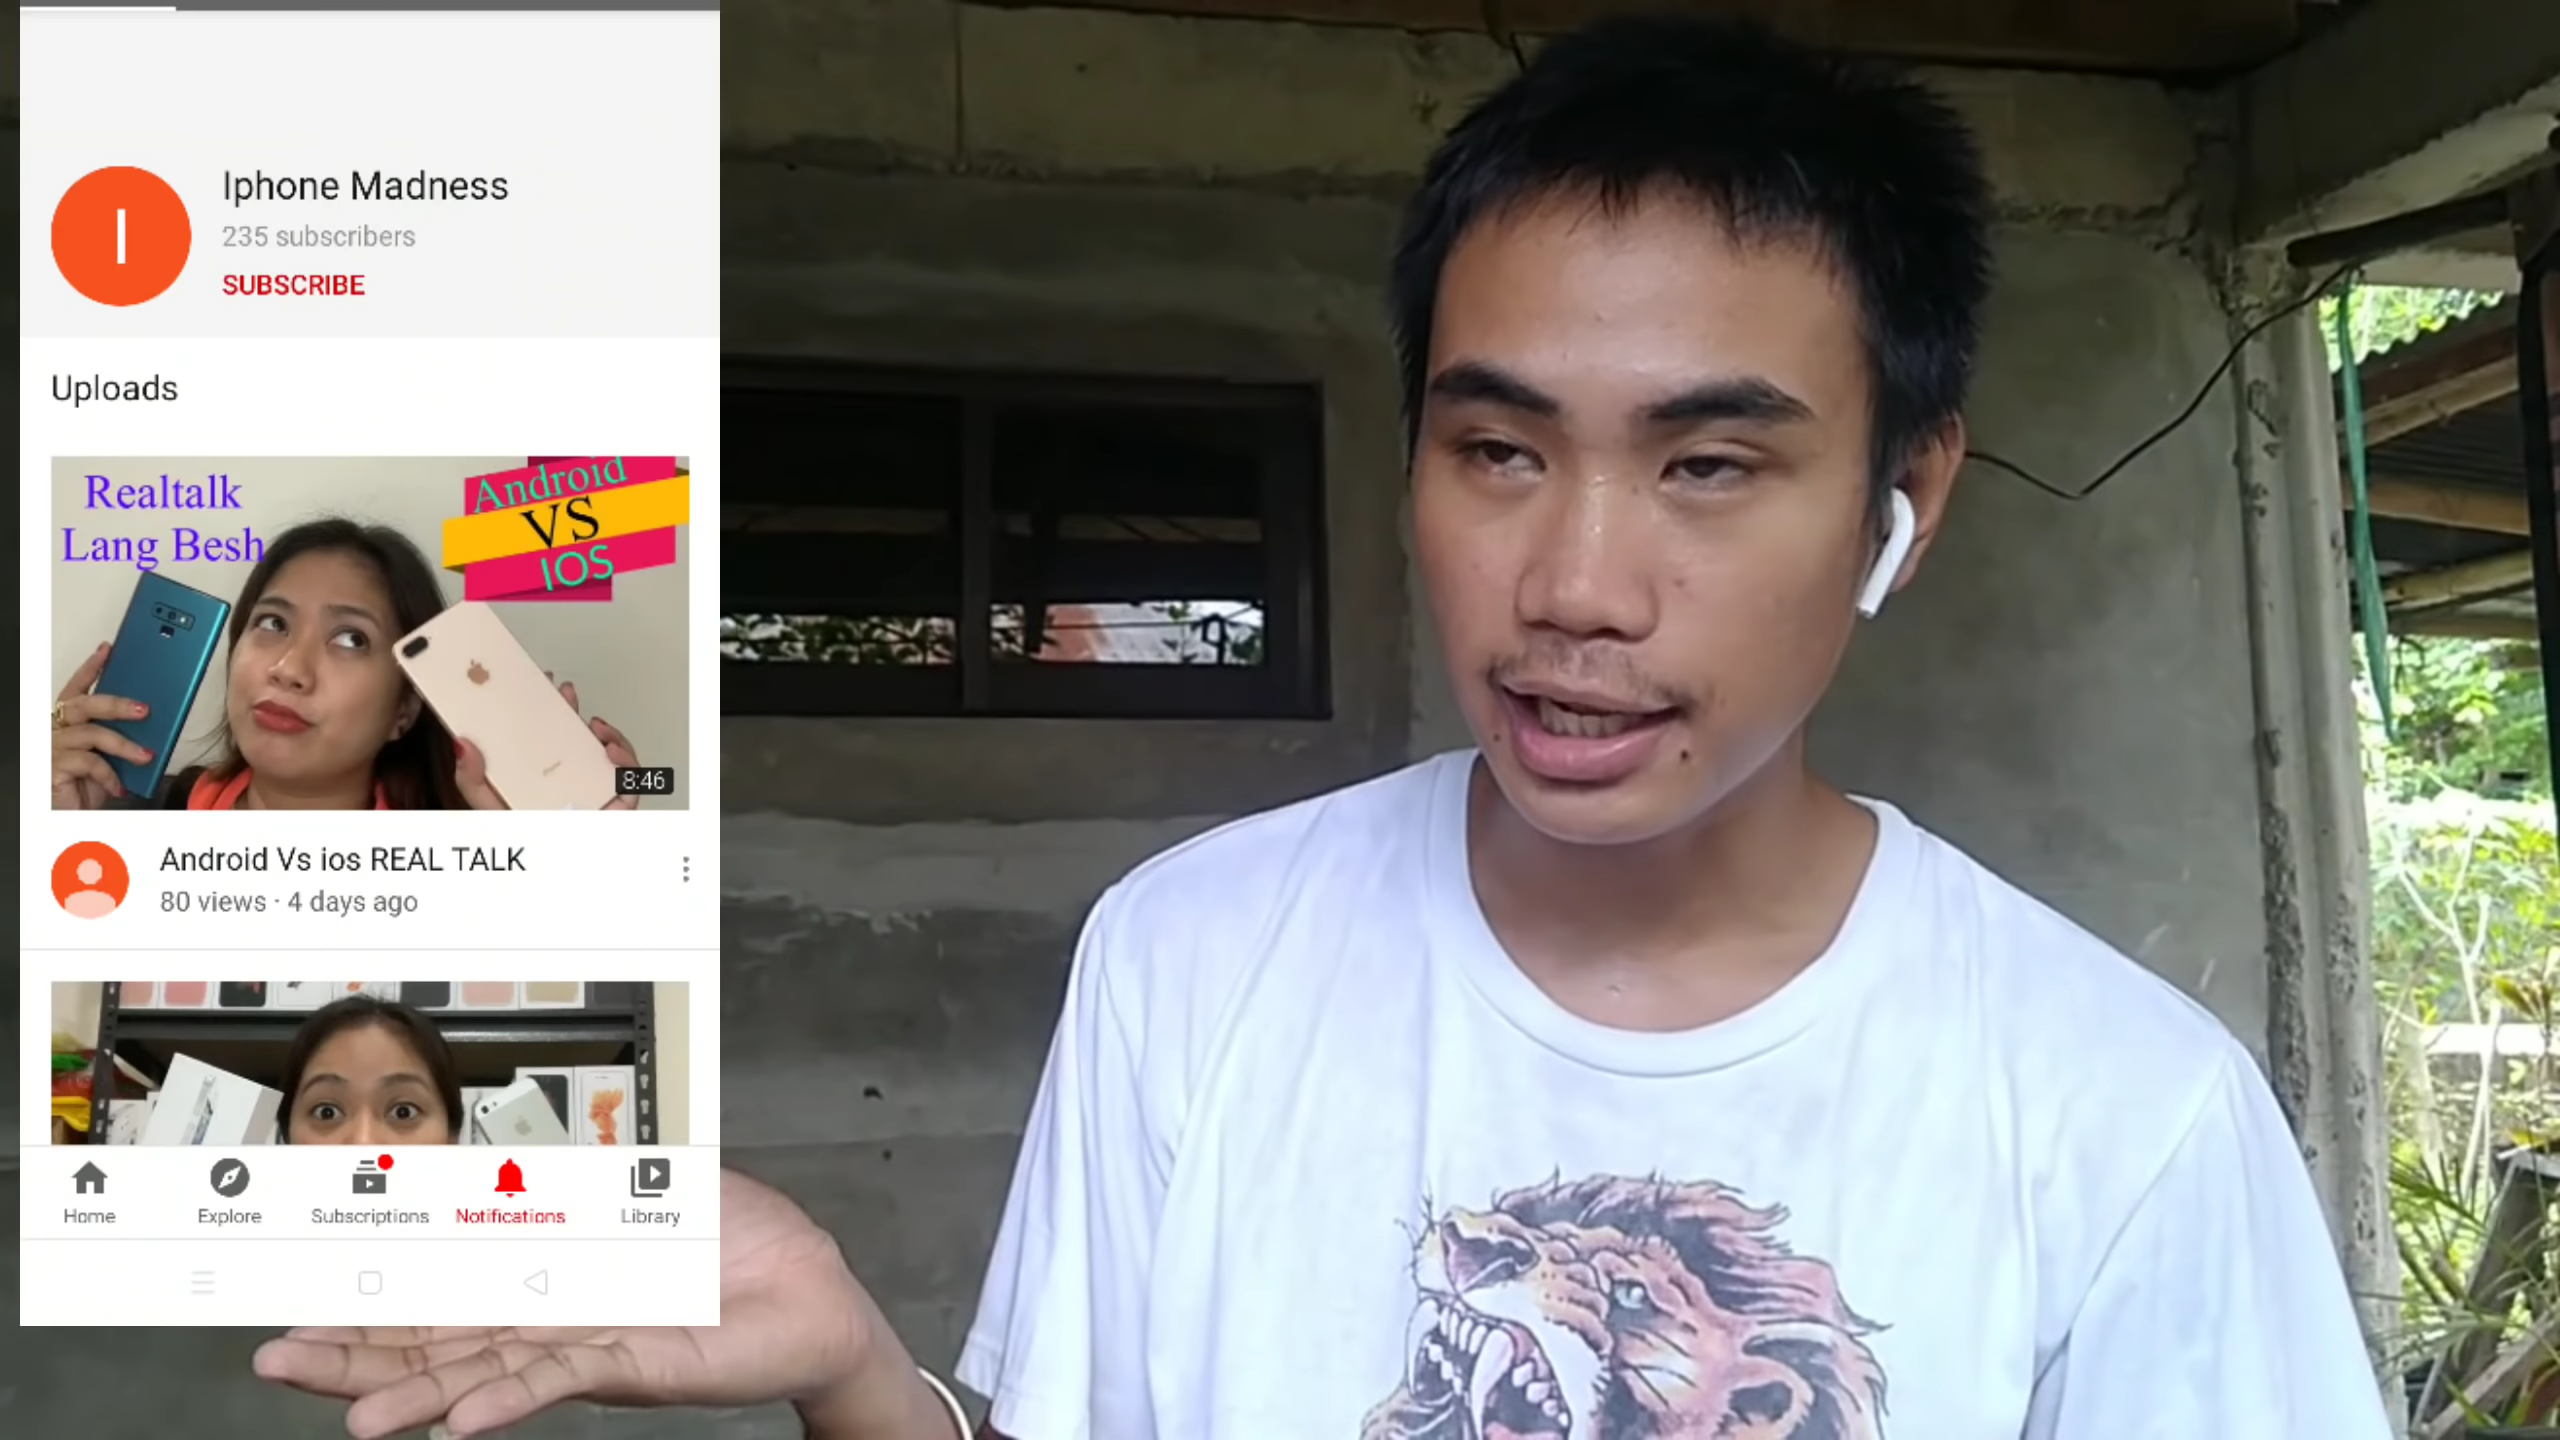 I
Iphone Madness
235 subscribers
SUBSCRIBE
Uploads
Realtalk
Lang Besh
Android
VS
IOS
8:46
Android Vs ios REAL TALK
80 views · 4 days ago
Home
Explore
Subscriptions
Notifications
Library